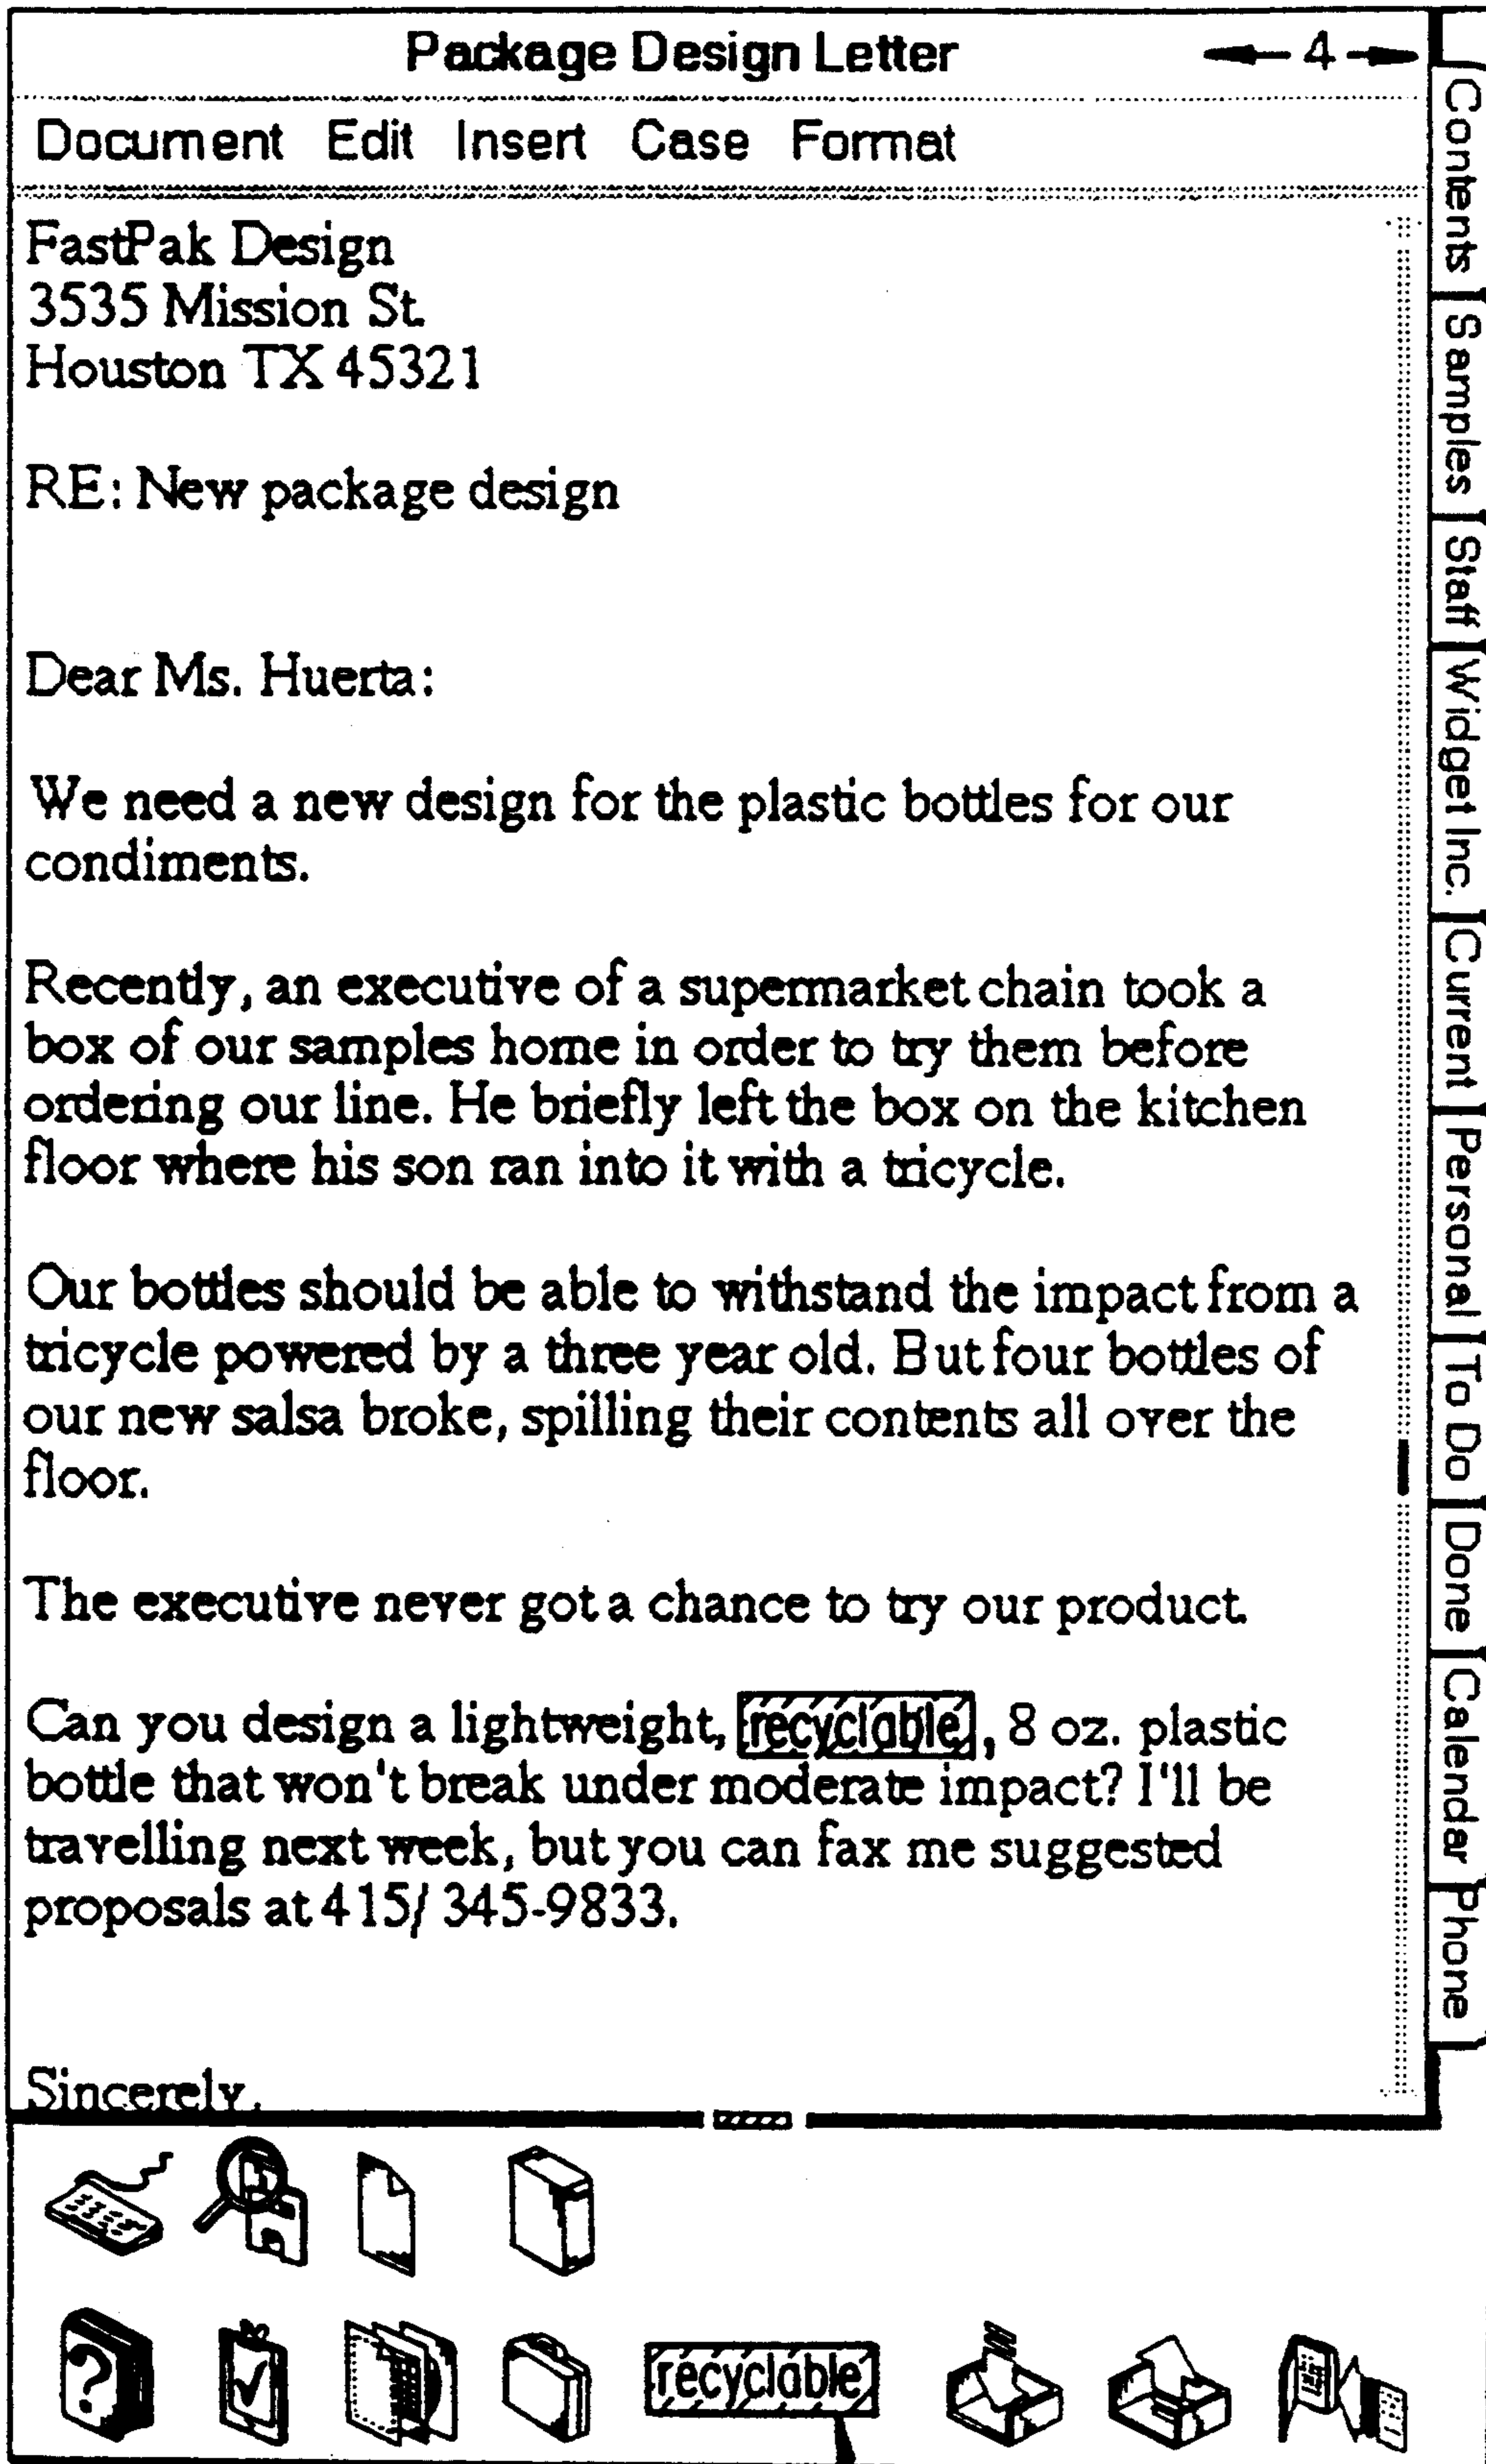 Package Design Letter
4
Document Edit Insert Case Format
FastPak Design
3535 Mission St.
Houston TX 45321
RE: New package design
Dear Ms. Huerta:
We need a new design for the plastic bottles for our
condiments.
Recently, an executive of a supermarket chain took a
box of our samples home in order to try them before
ordering our line. He briefly left the box on the kitchen
floor where his son ran into it with a tricycle.
Our bottles should be able to withstand the impact from a
tricycle powered by a three year old. But four bottles of
our new salsa broke, spilling their contents all over the
floor.
The executive never got a chance to try our product.
Can you design a lightweight, recyclable, 8 oz. plastic
bottle that won't break under moderate impact? I'll be
travelling next week, but you can fax me suggested
proposals at 415/ 345-9833.
Sincerely,
Contents
Samples
Staff
Widget Inc.
Current
Personal
To Do
Done
Calendar
Phone
?
recyclable